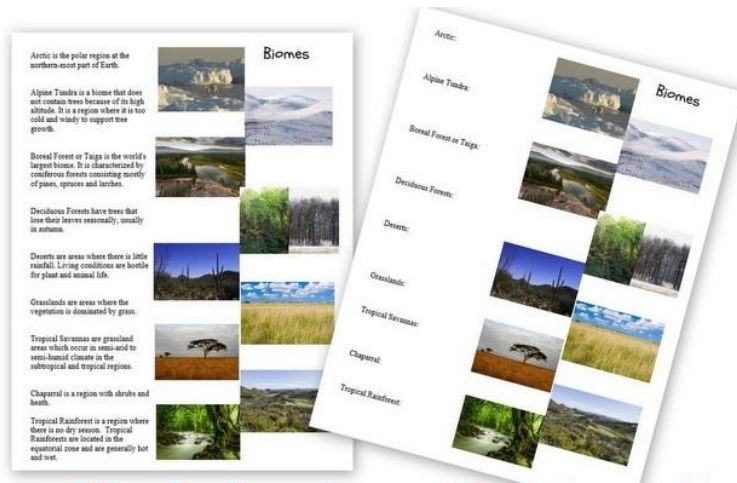 Biomes
Arctic is the polar region at the
northern-most part of Earth.
Alpine Tundra is a biome that does
not contain trees because of its high
altitude. It is a region where it is too
cold and windy to support tree
growth.
Boreal Forest or Taiga is the world's
largest biome. It is characterized by
coniferous forests consisting mostly
of pines, spruces and larches.
Deciduous Forests have trees that
lose their leaves seasonally, usually
in autumn.
Deserts are areas where there is little
rainfall. Living conditions are hostile
for plant and animal life.
Grasslands are areas where the
vegetation is dominated by grass.
Tropical Savannas are grassland
areas which occur in semi-arid to
semi-humid climate in the
subtropical and tropical regions.
Chaparral is a region with shrubs and
heath.
Tropical Rainforest is a region where
there is no dry season. Tropical
Rainforests are located in the
equatorial zone and are generally hot
and wet.
Biomes
Arctic:
Alpine Tundra:
Boreal Forest or Taiga:
Deciduous Forests:
Deserts:
Grasslands:
Tropical Savannas:
Chaparral:
Tropical Rainforest: